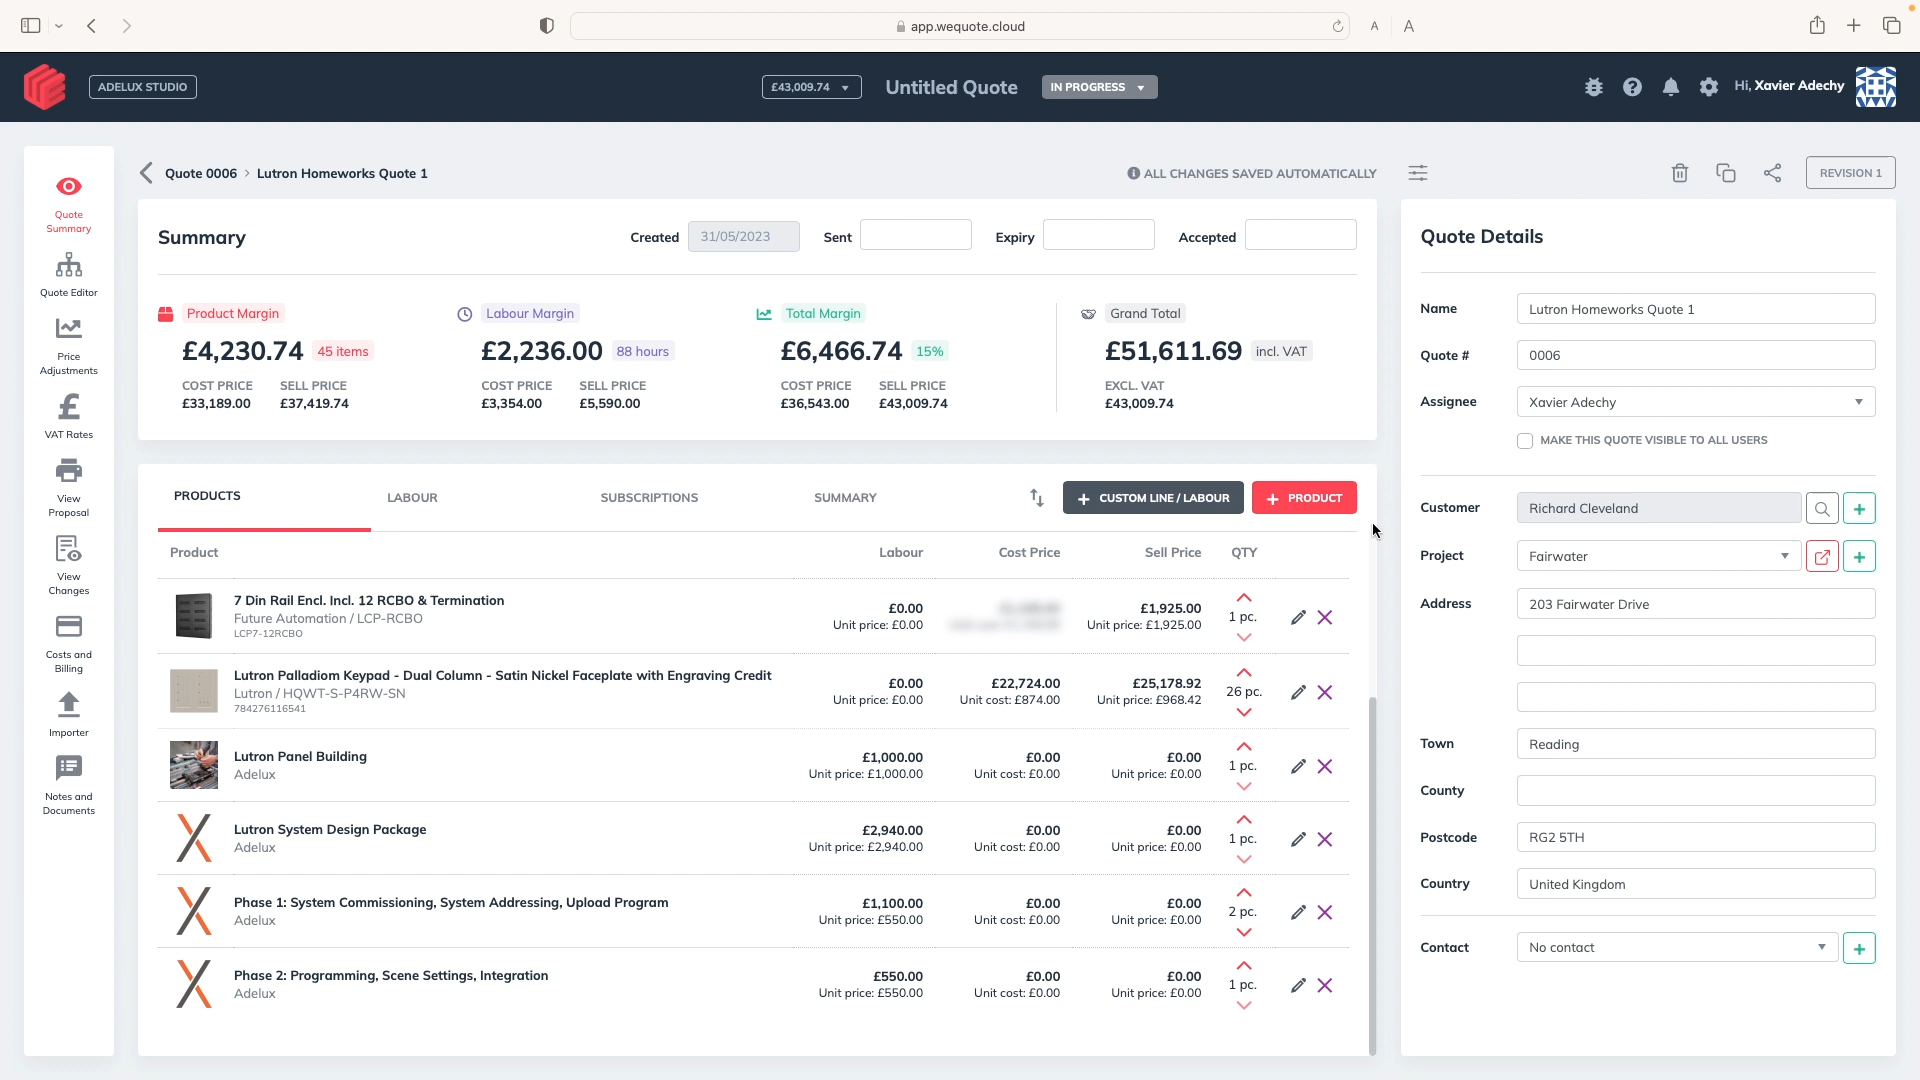 app.wequote.cloud
A A
ADELUX STUDIO
£43,009.74
Untitled Quote
IN PROGRESS
Hi, Xavier Adechy
Quote 0006 > Lutron Homeworks Quote 1
ALL CHANGES SAVED AUTOMATICALLY
REVISION 1
Quote
Summary
Quote Editor
Price
Adjustments
VAT Rates
View
Proposal
View
Changes
Costs and
Billing
Importer
Notes and
Documents
Summary
Created 31/05/2023 Sent Expiry Accepted
Product Margin
£4,230.74 45 items
COST PRICE SELL PRICE
£33,189.00 £37,419.74
Labour Margin
£2,236.00 88 hours
COST PRICE SELL PRICE
£3,354.00 £5,590.00
Total Margin
£6,466.74 15%
COST PRICE SELL PRICE
£36,543.00 £43,009.74
Grand Total
£51,611.69 incl. VAT
EXCL. VAT
£43,009.74
PRODUCTS LABOUR SUBSCRIPTIONS SUMMARY
+ CUSTOM LINE / LABOUR
+ PRODUCT
Product Labour Cost Price Sell Price QTY
7 Din Rail Encl. Incl. 12 RCBO & Termination
Future Automation / LCP-RCBO
LCP7-12RCBO
£0.00
Unit price: £0.00
£1,925.00
Unit price: £1,925.00
1 pc.
Lutron Palladiom Keypad - Dual Column - Satin Nickel Faceplate with Engraving Credit
Lutron / HQWT-S-P4RW-SN
784276116541
£0.00
Unit price: £0.00
£22,724.00
Unit cost: £874.00
£25,178.92
Unit price: £968.42
26 pc.
Lutron Panel Building
Adelux
£1,000.00
Unit price: £1,000.00
£0.00
Unit cost: £0.00
£0.00
Unit price: £0.00
1 pc.
Lutron System Design Package
Adelux
£2,940.00
Unit price: £2,940.00
£0.00
Unit cost: £0.00
£0.00
Unit price: £0.00
1 pc.
Phase 1: System Commissioning, System Addressing, Upload Program
Adelux
£1,100.00
Unit price: £550.00
£0.00
Unit cost: £0.00
£0.00
Unit price: £0.00
2 pc.
Phase 2: Programming, Scene Settings, Integration
Adelux
£550.00
Unit price: £550.00
£0.00
Unit cost: £0.00
£0.00
Unit price: £0.00
1 pc.
Quote Details
Name Lutron Homeworks Quote 1
Quote # 0006
Assignee Xavier Adechy
MAKE THIS QUOTE VISIBLE TO ALL USERS
Customer Richard Cleveland
Project Fairwater
Address 203 Fairwater Drive
Town Reading
County
Postcode RG2 5TH
Country United Kingdom
Contact No contact